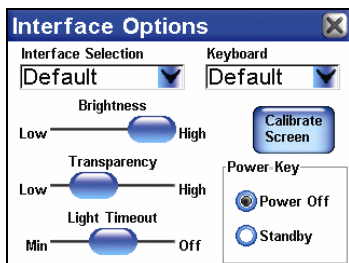 Interface Options
Interface Selection Keyboard
Default Default
Brightness
Low High
Calibrate
Screen
Transparency
Low High
Power Key
Power Off
Light Timeout
Min Off
Standby